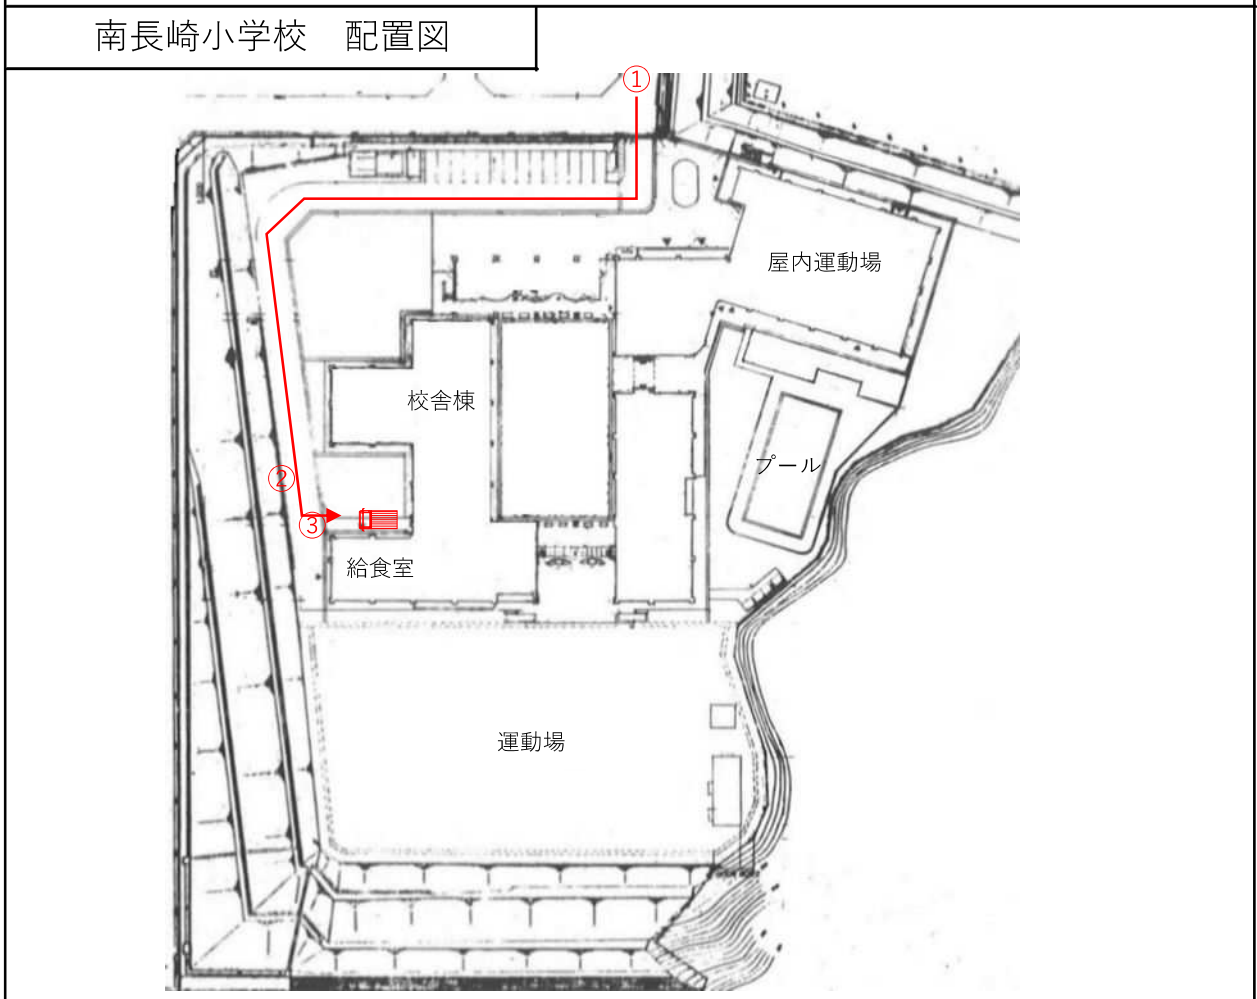 南長崎小学校　配置図
①
屋内運動場
校舎棟
プール
②
③
給食室
運動場